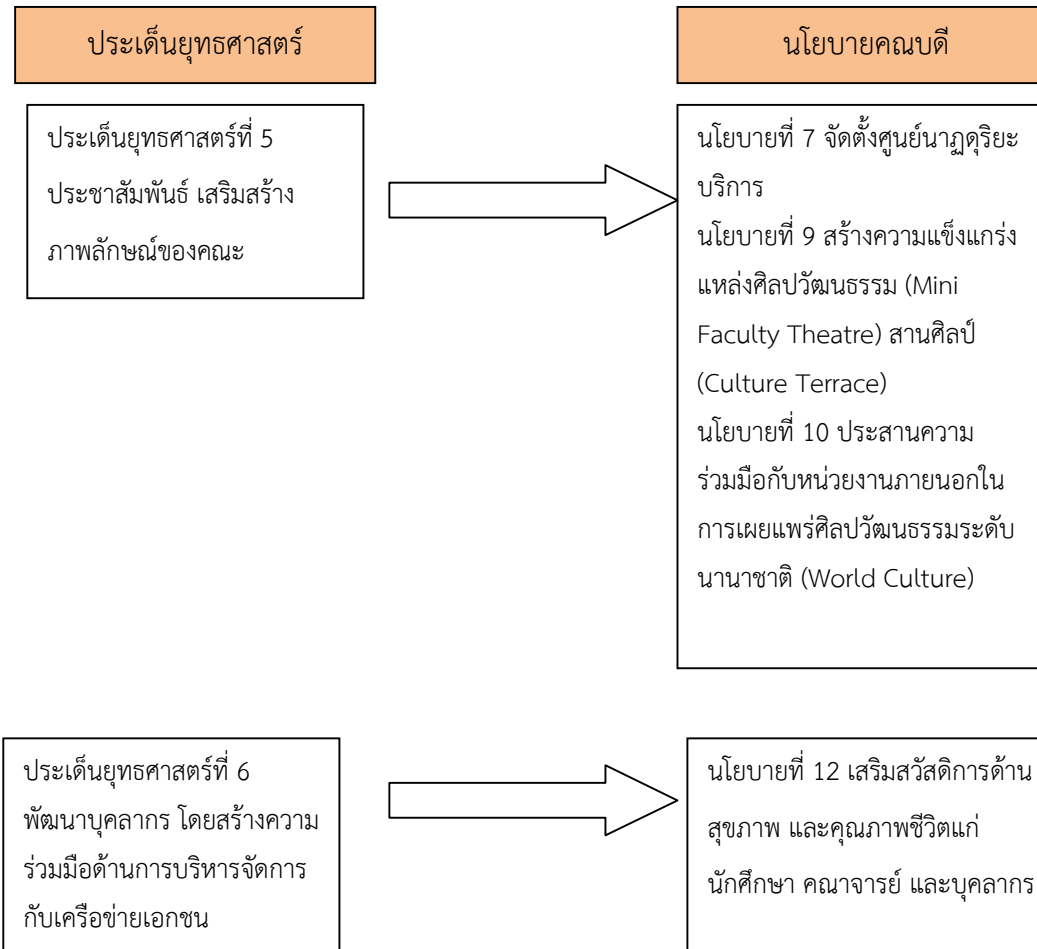 ประเด็นยุทธศาสตร์
นโยบายคณบดี
ประเด็นยุทธศาสตร์ที่ 5
ประชาสัมพันธ์ เสริมสร้าง
ภาพลักษณ์ของคณะ
นโยบายที่ 7 จัดตั้งศูนย์นาฏดุริยะ
บริการ
นโยบายที่ 9 สร้างความแข็งแกร่ง
แหล่งศิลปวัฒนธรรม (Mini
Faculty Theatre) สานศิลป์
(Culture Terrace)
นโยบายที่ 10 ประสานความ
ร่วมมือกับหน่วยงานภายนอกใน
การเผยแพร่ศิลปวัฒนธรรมระดับ
นานาชาติ (World Culture)
ประเด็นยุทธศาสตร์ที่ 6
พัฒนาบุคลากร โดยสร้างความ
ร่วมมือด้านการบริหารจัดการ
กับเครือข่ายเอกชน
นโยบายที่ 12 เสริมสวัสดิการด้าน
สุขภาพ และคุณภาพชีวิตแก่
นักศึกษา คณาจารย์ และบุคลากร